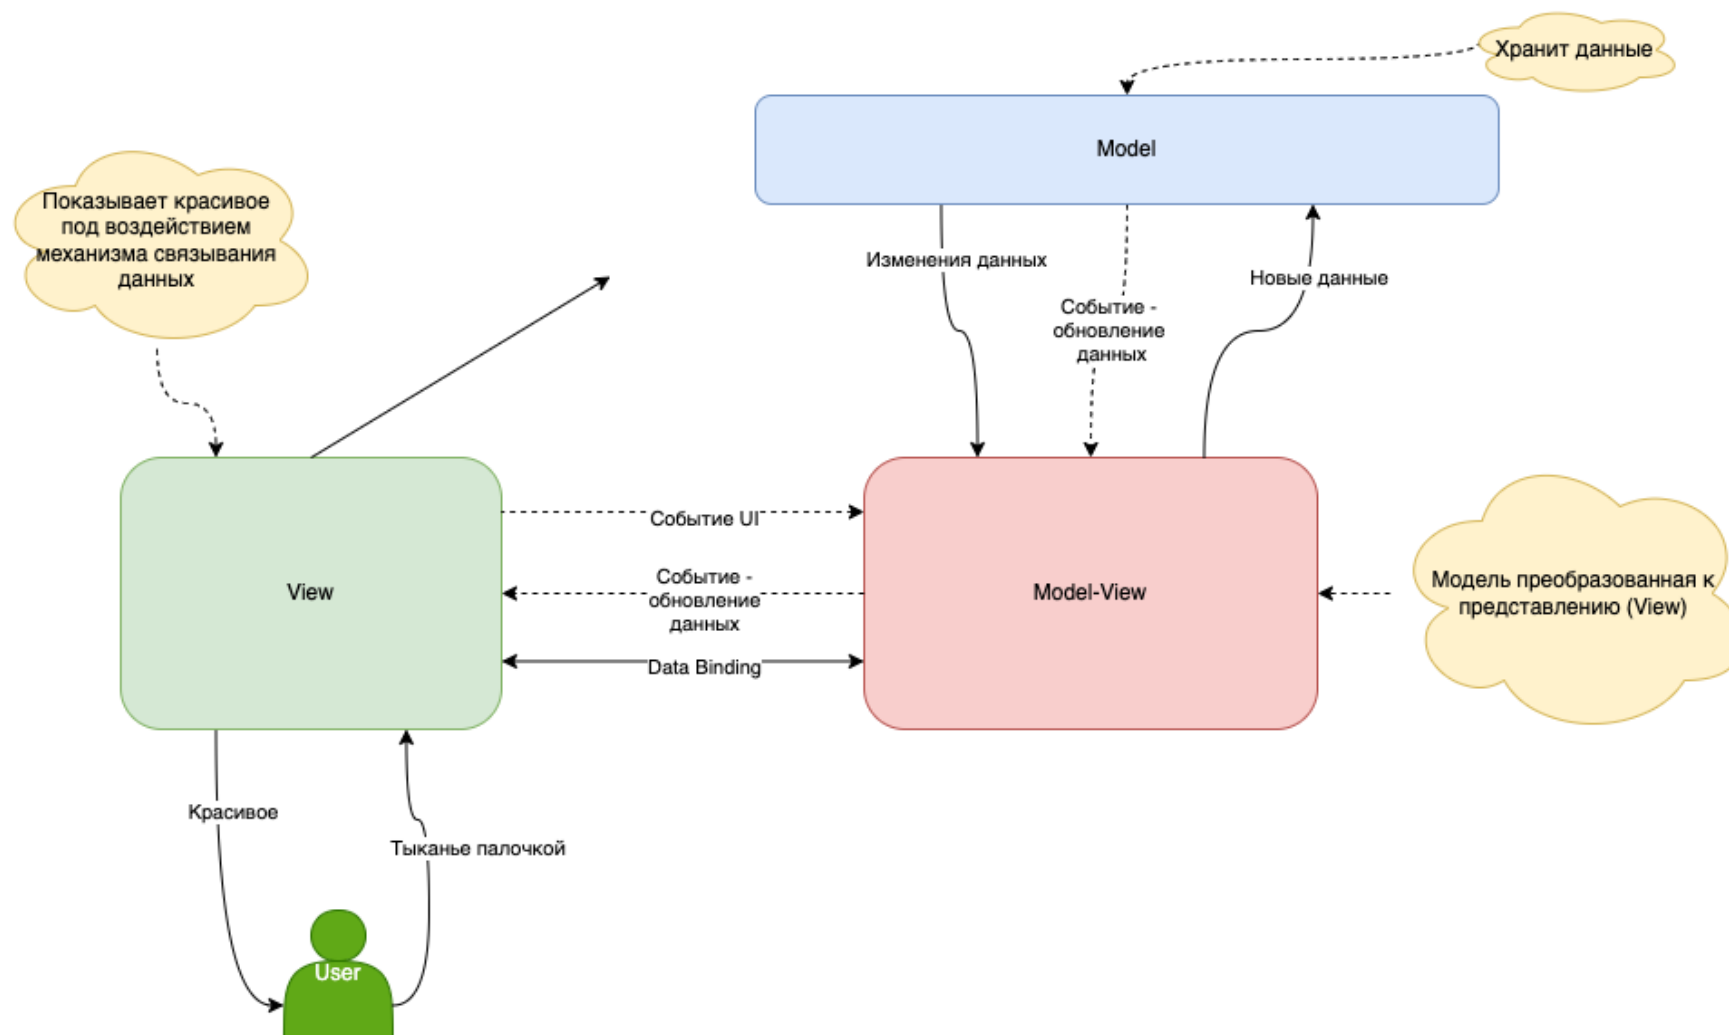 Хранит данные
Model
Показывает красивое
под воздействием
механизма связывания
данных
Изменения данных
Новые данные
Событие -
обновление
данных
Событие UI
View
Событие -
обновление
данных
Model-View
Модель преобразованная к
представлению (View)
Data Binding
Красивое
Тыканье палочкой
User